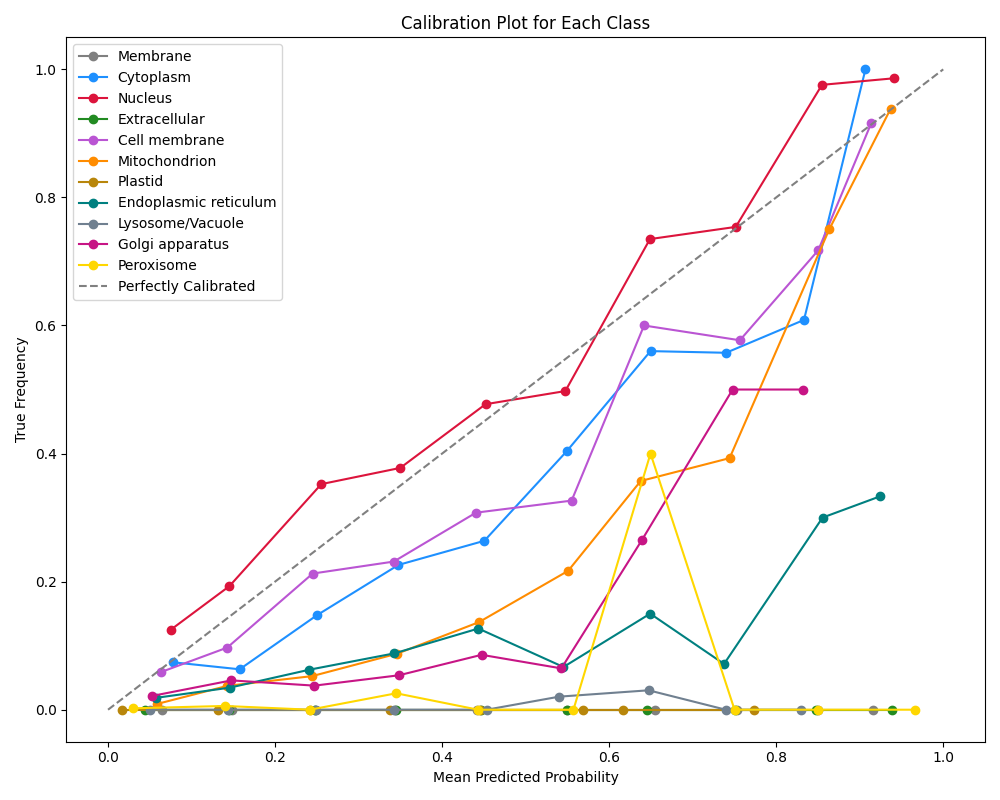 Calibration Plot for Each Class
Membrane
Cytoplasm
Nucleus
Extracellular
Cell membrane
Mitochondrion
Plastid
Endoplasmic reticulum
Lysosome/Vacuole
Golgi apparatus
Peroxisome
Perfectly Calibrated
True Frequency
1.0
0.8
0.6
0.4
0.2
0.0
0.0 0.2 0.4 0.6 0.8 1.0
Mean Predicted Probability